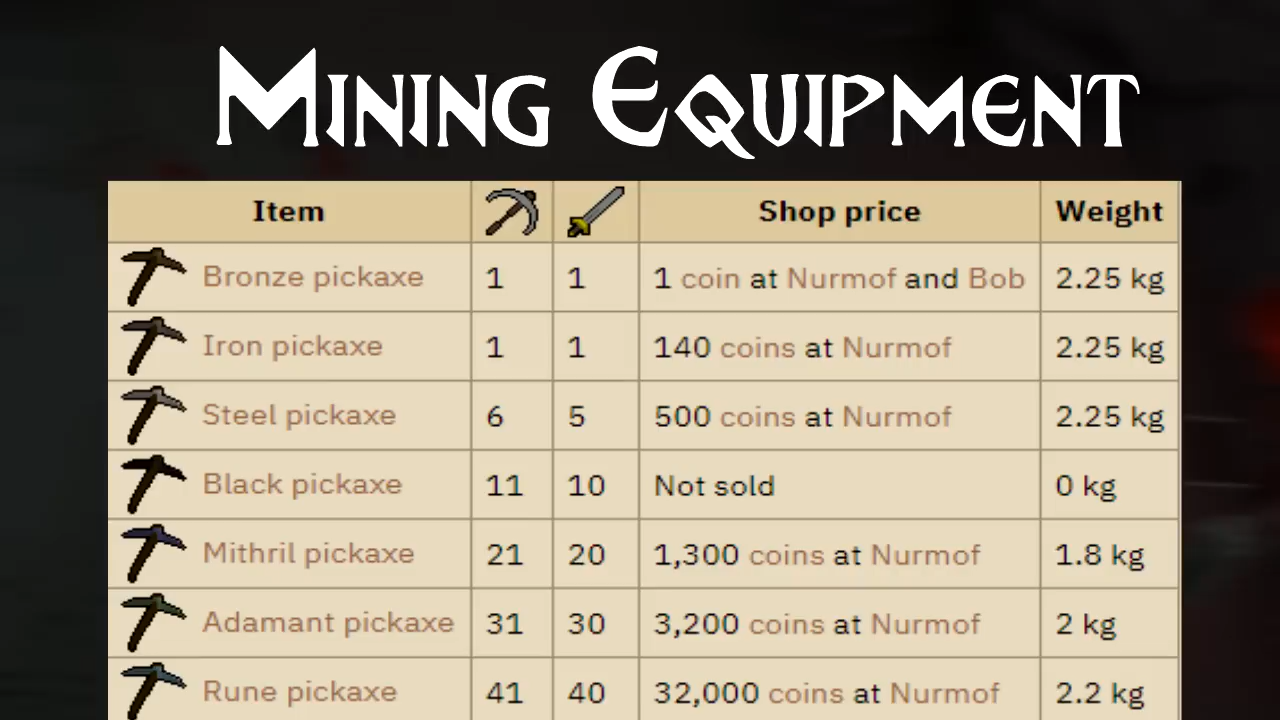 Mining Equipment
Item Shop price Weight
Bronze pickaxe 1 1 1 coin at Nurmof and Bob 2.25 kg
Iron pickaxe 1 1 140 coins at Nurmof 2.25 kg
Steel pickaxe 6 5 500 coins at Nurmof 2.25 kg
Black pickaxe 11 10 Not sold 0 kg
Mithril pickaxe 21 20 1,300 coins at Nurmof 1.8 kg
Adamant pickaxe 31 30 3,200 coins at Nurmof 2 kg
Rune pickaxe 41 40 32,000 coins at Nurmof 2.2 kg